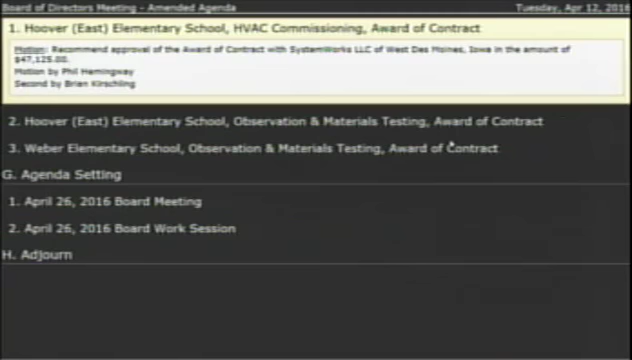 Board of Directors Meeting - Amended Agenda
Tuesday, Apr 12, 2016
1. Hoover (East) Elementary School, HVAC Commissioning, Award of Contract
Motion: Recommend approval of the Award of Contract with SystemWorks LLC of West Des Moines, Iowa in the amount of
$47,125.00.
Motion by Phil Hemingway
Second by Brian Kirschling
2. Hoover (East) Elementary School, Observation & Materials Testing, Award of Contract
3. Weber Elementary School, Observation & Materials Testing, Award of Contract
G. Agenda Setting
1. April 26, 2016 Board Meeting
2. April 26, 2016 Board Work Session
H. Adjourn